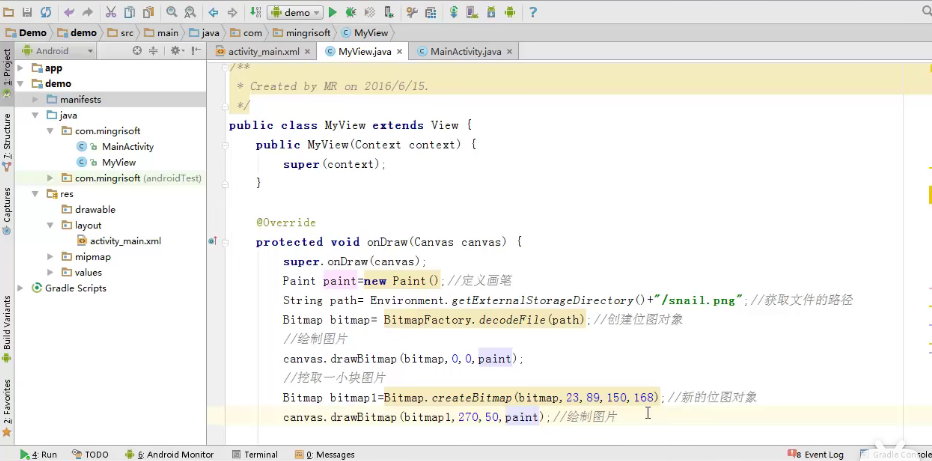 demo
Demo
demo
src
main
java
com
mingrisoft
MyView
Android
activity_main.xml
MyView.java
MainActivity.java
1: Project
7: Structure
Captures
Build Variants
2: Favorites
app
demo
manifests
java
com.mingrisoft
MainActivity
MyView
com.mingrisoft (androidTest)
res
drawable
layout
activity_main.xml
mipmap
values
Gradle Scripts
/**
* Created by MR on 2016/6/15.
*/
public class MyView extends View {
public MyView(Context context) {
super(context);
}
@Override
protected void onDraw(Canvas canvas) {
super.onDraw(canvas);
Paint paint=new Paint();//定义画笔
String path= Environment.getExternalStorageDirectory()+"/snail.png";//获取文件的路径
Bitmap bitmap= BitmapFactory.decodeFile(path);//创建位图对象
//绘制图片
canvas.drawBitmap(bitmap,0,0,paint);
//挖取一小块图片
Bitmap bitmap1=Bitmap.createBitmap(bitmap,23,89,150,168);//新的位图对象
canvas.drawBitmap(bitmap1,270,50,paint);//绘制图片
4: Run
TODO
6: Android Monitor
Terminal
0: Messages
8 Event Log
Gradle Console